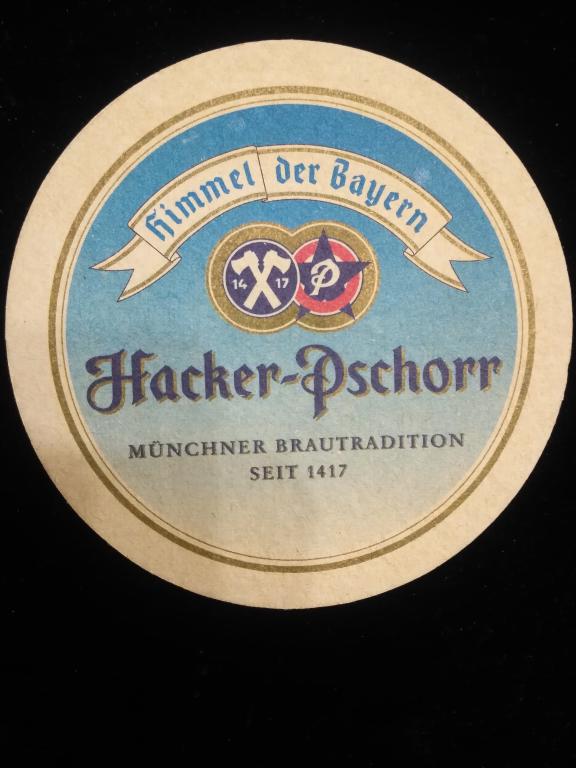 Himmel der Bayern
14 17 P
Hacker-Pschorr
MÜNCHNER BRAUTRADITION
SEIT 1417